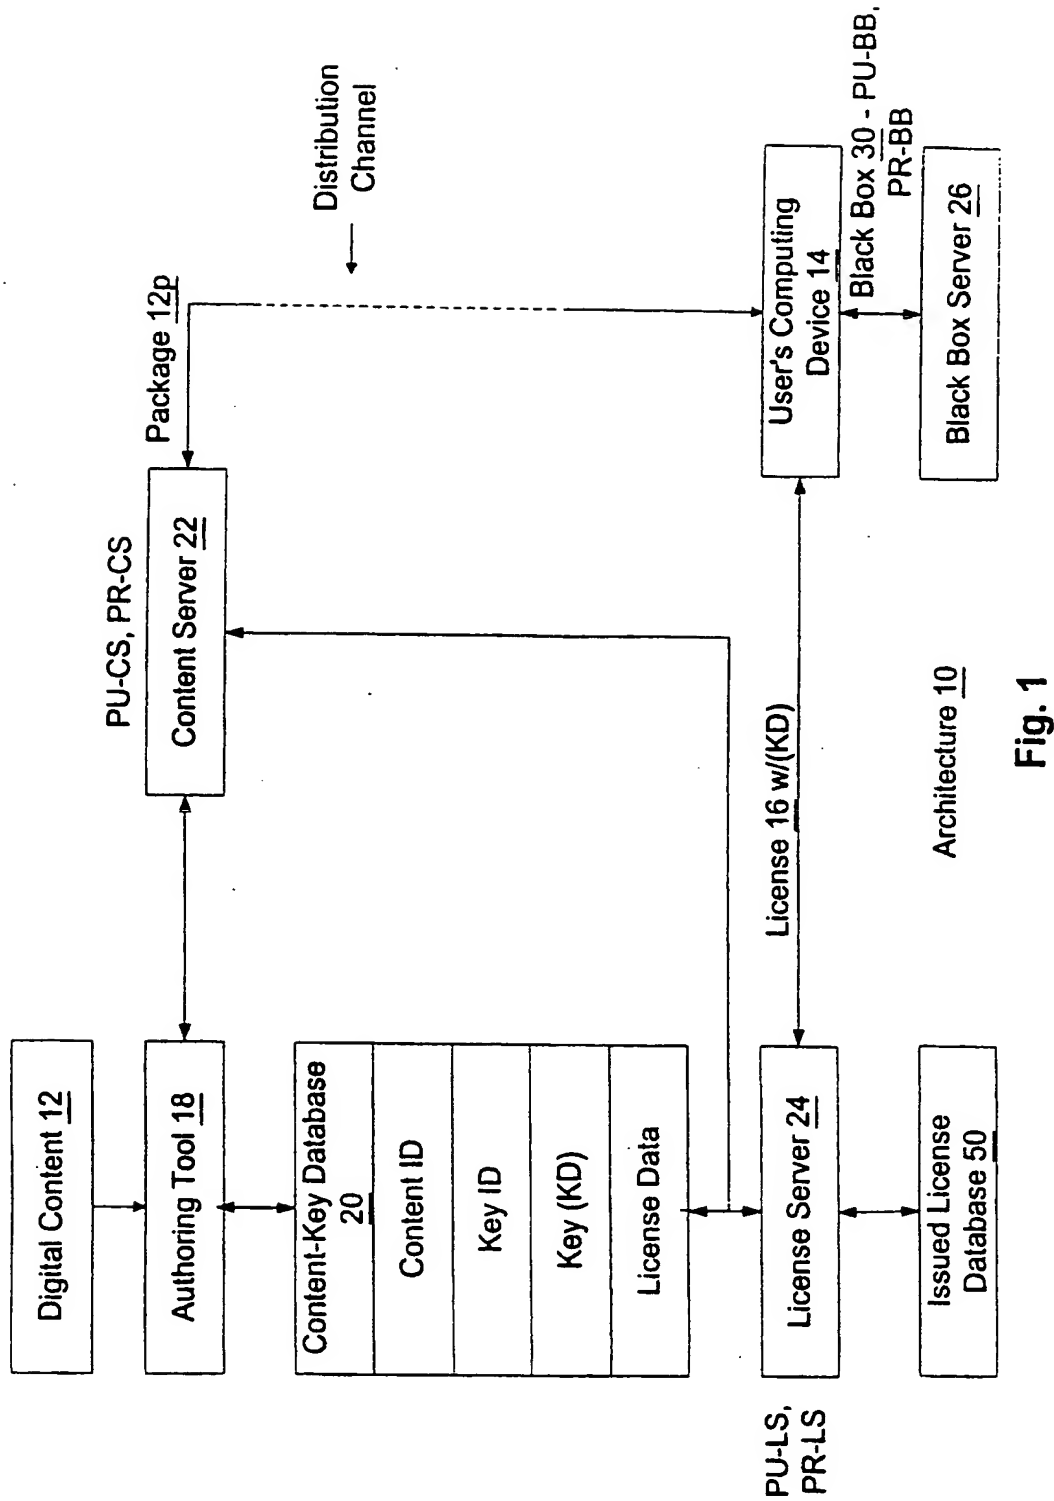 Digital Content 12
Authoring Tool 18
Content-Key Database
20
Content ID
Key ID
Key (KD)
License Data
PU-LS,
PR-LS
License Server 24
Issued License
Database 50
PU-CS, PR-CS
Content Server 22
Package 12p
Distribution
Channel
License 16 w/(KD)
User's Computing
Device 14
Black Box 30 - PU-BB,
PR-BB
Black Box Server 26
Architecture 10
Fig. 1